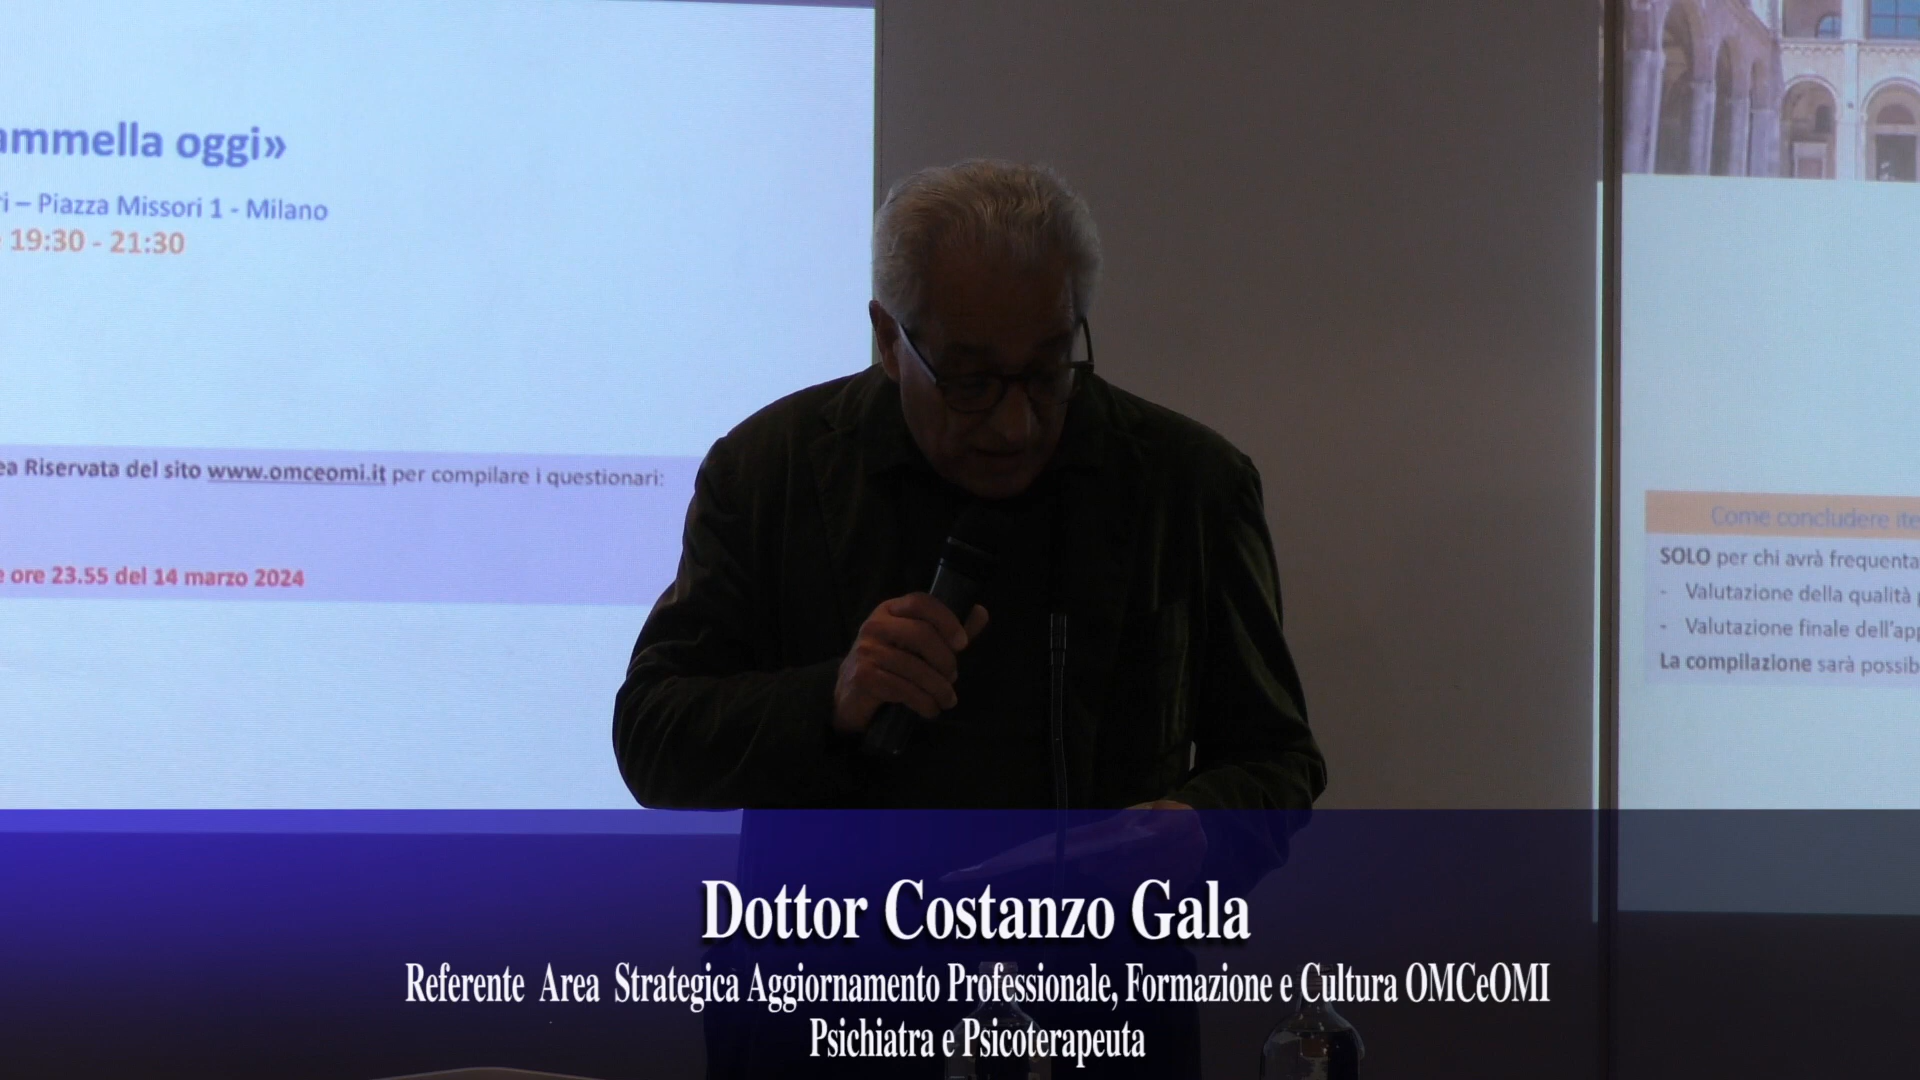 ammella oggi»
i – Piazza Missori 1 - Milano
19:30 - 21:30
ea Riservata del sito www.omceomi.it per compilare i questionari:
e ore 23.55 del 14 marzo 2024
Come concludere
SOLO per chi avrà frequenta
- Valutazione della qualità
- Valutazione finale
La compilazione sarà possib
Dottor Costanzo Gala
Referente Area Strategica Aggiornamento Professionale, Formazione e Cultura OMCeOMI
Psichiatra e Psicoterapeuta